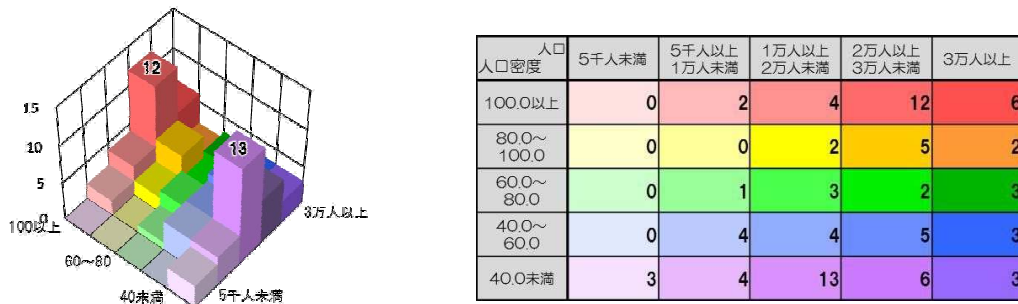 12
13
15
10
5
0
100以上
60～80
40未満
5千人未満
3万人以上
人口
人口密度
5千人未満
5千人以上
1万人未満
1万人以上
2万人未満
2万人以上
3万人未満
3万人以上
100.0以上 0 2 4 12 6
80.0～
100.0
0 0 2 5 2
60.0～
80.0
0 1 3 2 3
40.0～
60.0
0 4 4 5 3
40.0未満 3 4 13 6 3